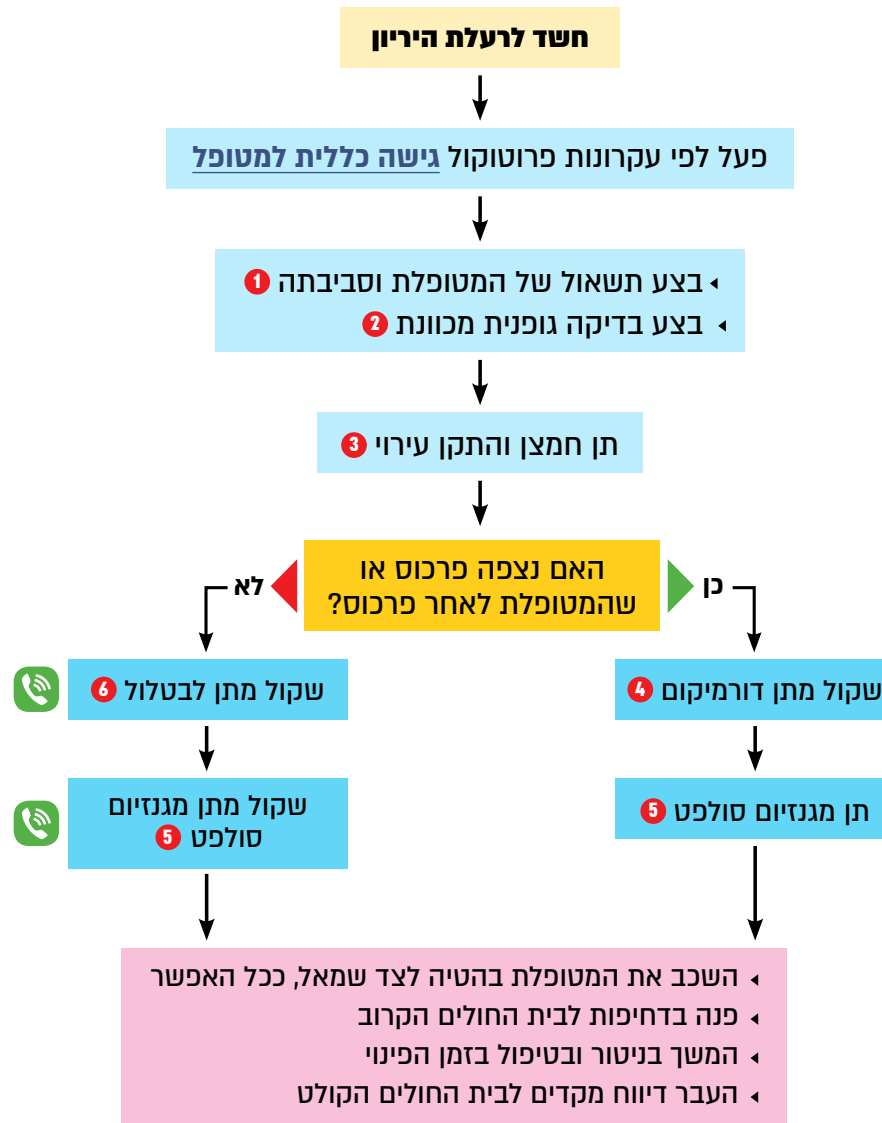 חשד לרעלת היריון
פעל לפי עקרונות פרוטוקול גישה כללית למטופל
בצע תשאול של המטופלת וסביבתה 1
בצע בדיקה גופנית מכוונת 2
תן חמצן והתקן עירוי 3
האם נצפה פרכוס או
שהמטופלת לאחר פרכוס?
כן
לא
שקול מתן דורמיקום 4
תן מגנזיום סולפט 5
שקול מתן לבטלול 6
שקול מתן מגנזיום
סולפט 5
השכב את המטופלת בהטיה לצד שמאל, ככל האפשר
פנה בדחיפות לבית החולים הקרוב
המשך בניטור ובטיפול בזמן הפינוי
העבר דיווח מקדים לבית החולים הקולט